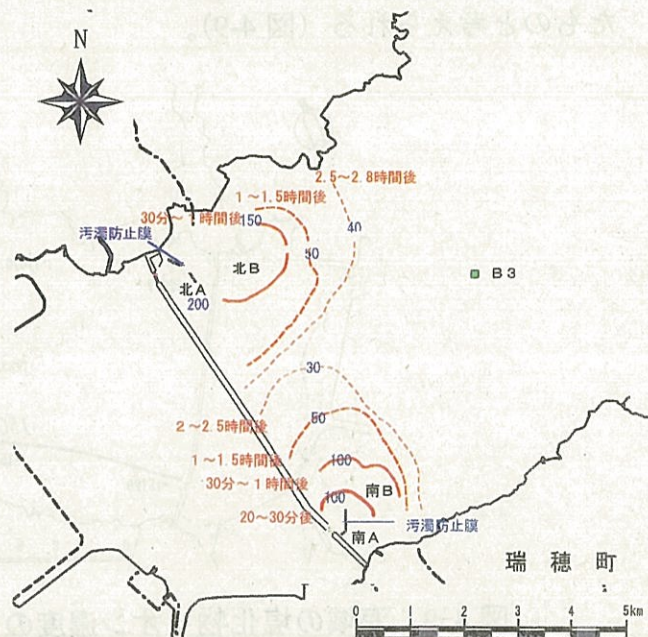 N
2.5~2.8時間後
1~1.5時間後
30分~1時間後
150
40
汚濁防止膜
50
北B
B3
北A
200
30
2~2.5時間後
50
1~1.5時間後
100
30分~1時間後
南B
100
20~30分後
汚濁防止膜
南A
瑞穂町
0 1 2 3 4 5km